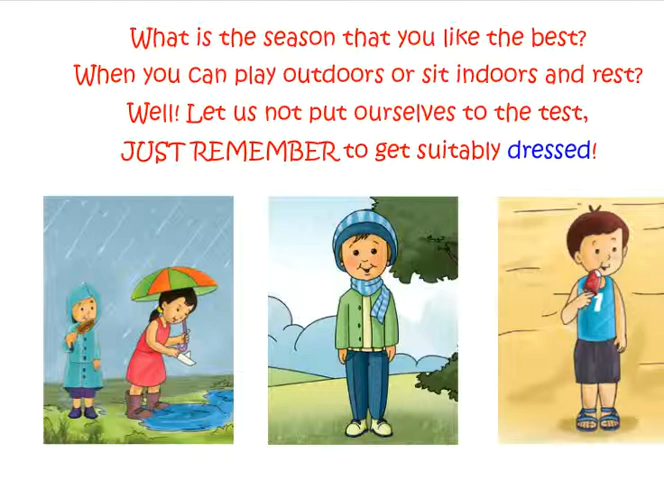 What is the season that you like the best?
When you can play outdoors or sit indoors and rest?
Well! Let us not put ourselves to the test,
JUST REMEMBER to get suitably dressed!
1